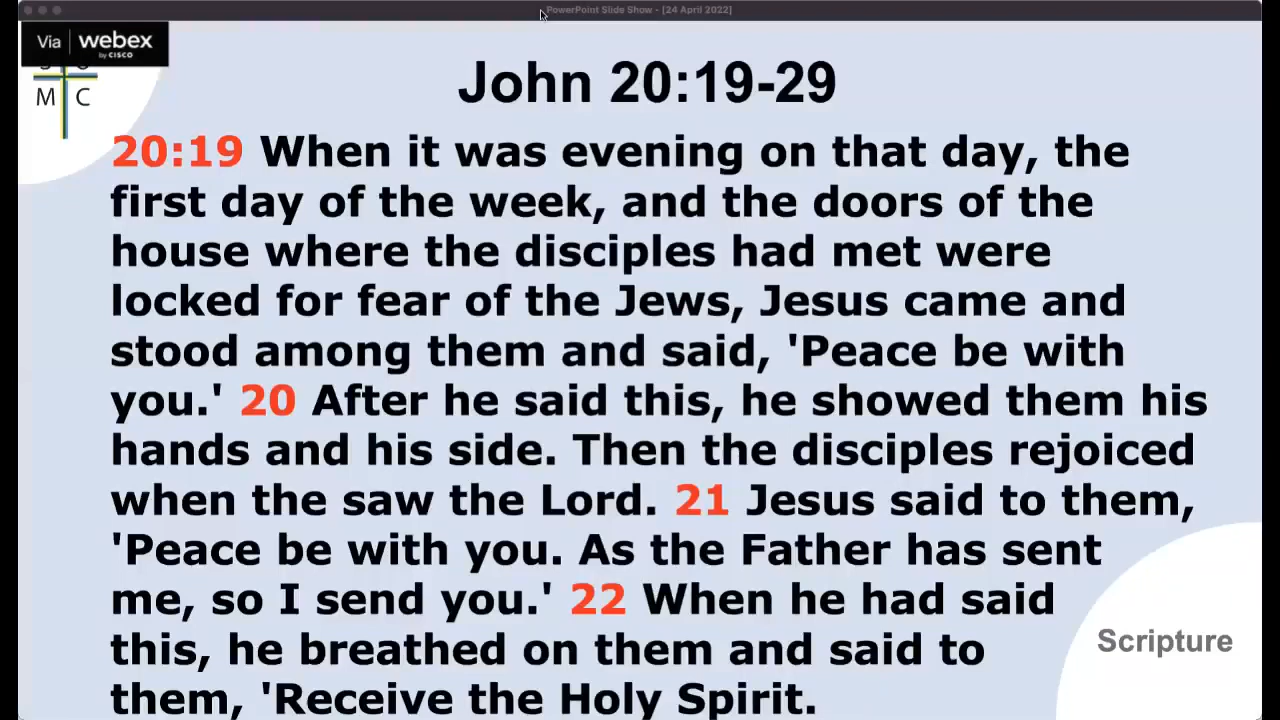 PowerPoint Slide Show - [24 April 2022]
Via webex
by CISCO
M C
John 20:19-29
20:19 When it was evening on that day, the
first day of the week, and the doors of the
house where the disciples had met were
locked for fear of the Jews, Jesus came and
stood among them and said, 'Peace be with
you.' 20 After he said this, he showed them his
hands and his side. Then the disciples rejoiced
when the saw the Lord. 21 Jesus said to them,
'Peace be with you. As the Father has sent
me, so I send you.' 22 When he had said
this, he breathed on them and said to
them, 'Receive the Holy Spirit.
Scripture